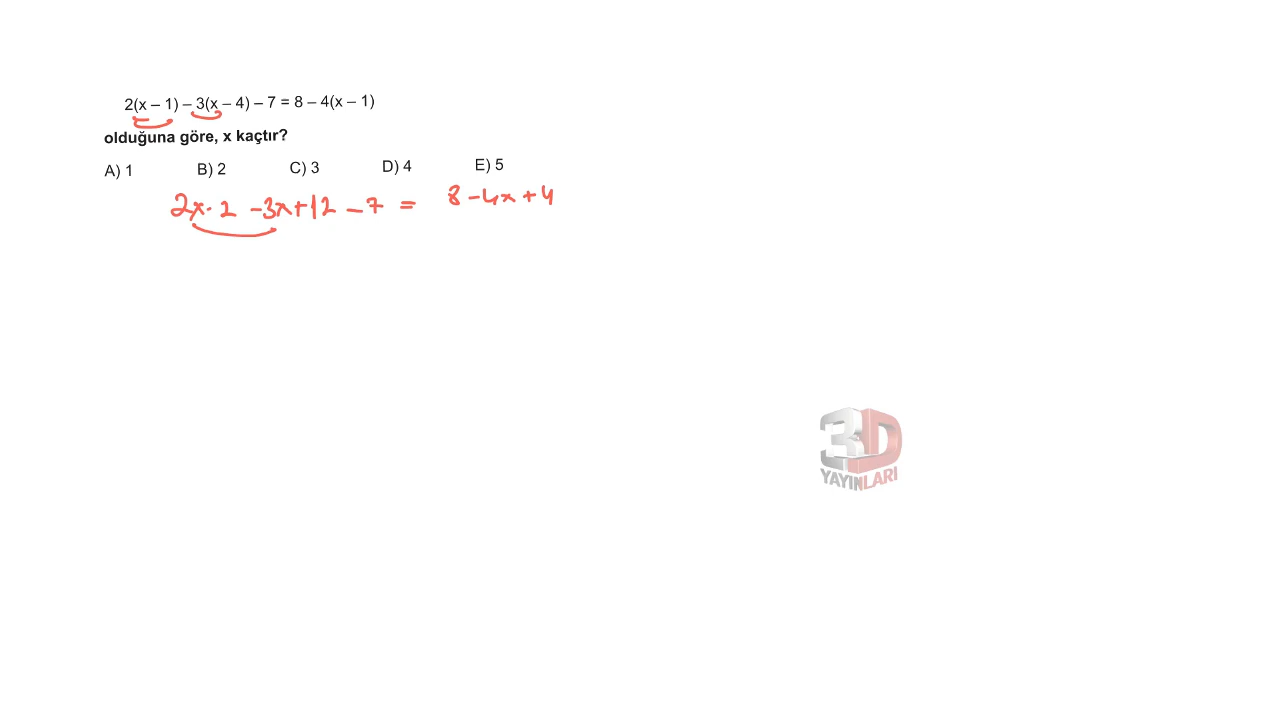 2(x – 1) – 3(x – 4) – 7 = 8 – 4(x – 1)
olduğuna göre, x kaçtır?
A) 1 B) 2 C) 3 D) 4 E) 5
2x · 2 – 3x + 12 – 7 = 8 – 4x + 4
3D
YAYINLARI